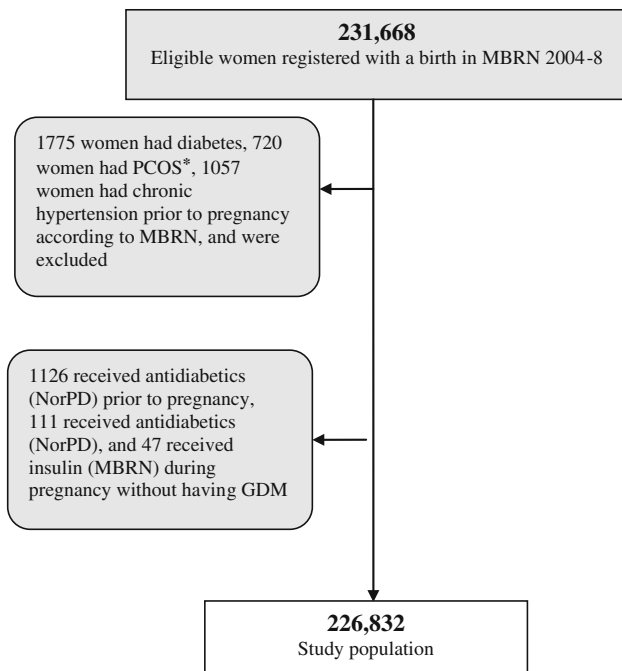 231,668
Eligible women registered with a birth in MBRN 2004-8
1775 women had diabetes, 720
women had PCOS*, 1057
women had chronic
hypertension prior to pregnancy
according to MBRN, and were
excluded
1126 received antidiabetics
(NorPD) prior to pregnancy,
111 received antidiabetics
(NorPD), and 47 received
insulin (MBRN) during
pregnancy without having GDM
226,832
Study population